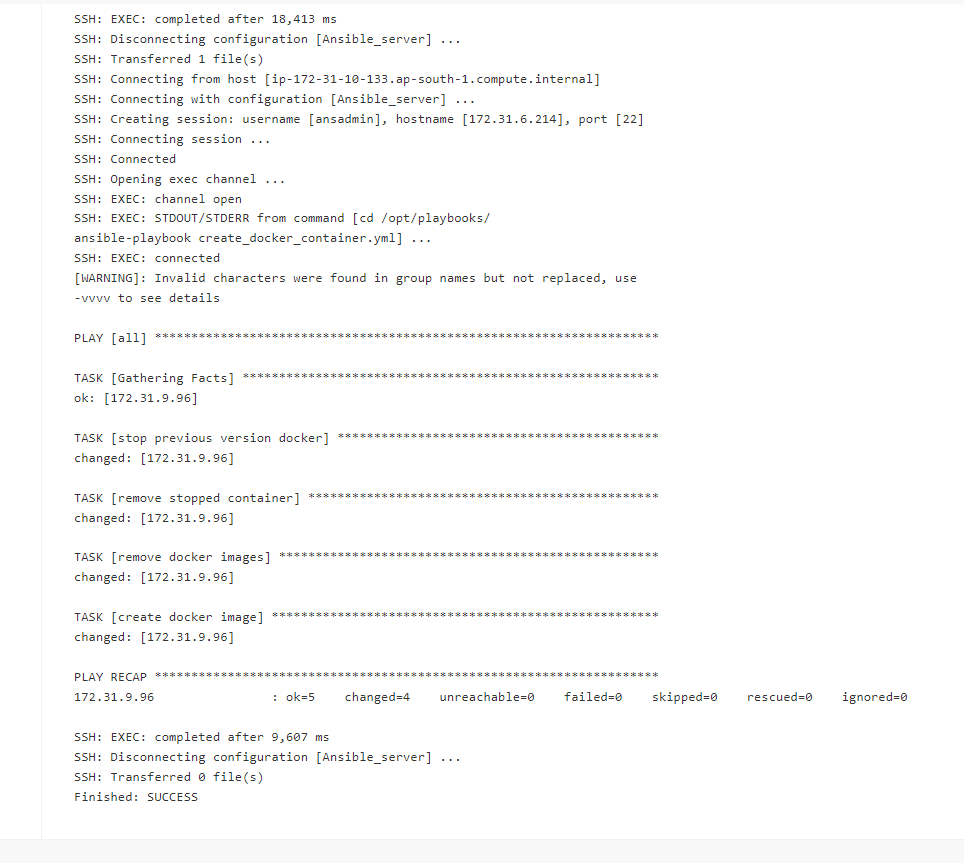 SSH: EXEC: completed after 18,413 ms
SSH: Disconnecting configuration [Ansible_server] ...
SSH: Transferred 1 file(s)
SSH: Connecting from host [ip-172-31-10-133.ap-south-1.compute.internal]
SSH: Connecting with configuration [Ansible_server] ...
SSH: Creating session: username [ansadmin], hostname [172.31.6.214], port [22]
SSH: Connecting session ...
SSH: Connected
SSH: Opening exec channel ...
SSH: EXEC: channel open
SSH: EXEC: STDOUT/STDERR from command [cd /opt/playbooks/
ansible-playbook create_docker_container.yml] ...
SSH: EXEC: connected
[WARNING]: Invalid characters were found in group names but not replaced, use
-vvvv to see details
PLAY [all] *********************************************************************
TASK [Gathering Facts] *********************************************************
ok: [172.31.9.96]
TASK [stop previous version docker] ********************************************
changed: [172.31.9.96]
TASK [remove stopped container] ************************************************
changed: [172.31.9.96]
TASK [remove docker images] ****************************************************
changed: [172.31.9.96]
TASK [create docker image] *****************************************************
changed: [172.31.9.96]
PLAY RECAP *********************************************************************
172.31.9.96                : ok=5    changed=4    unreachable=0    failed=0    skipped=0    rescued=0    ignored=0
SSH: EXEC: completed after 9,607 ms
SSH: Disconnecting configuration [Ansible_server] ...
SSH: Transferred 0 file(s)
Finished: SUCCESS